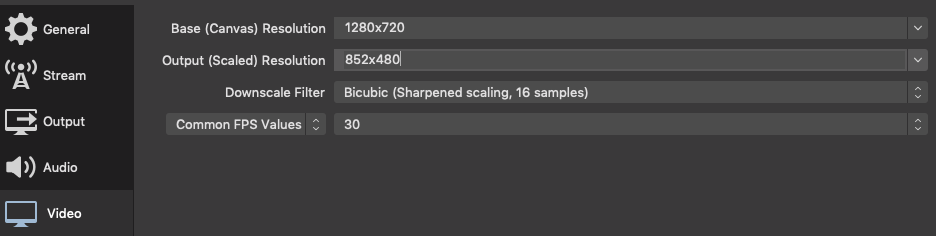 General
Stream
Output
Audio
Video
Base (Canvas) Resolution 1280x720
Output (Scaled) Resolution 852x480
Downscale Filter Bicubic (Sharpened scaling, 16 samples)
Common FPS Values 30